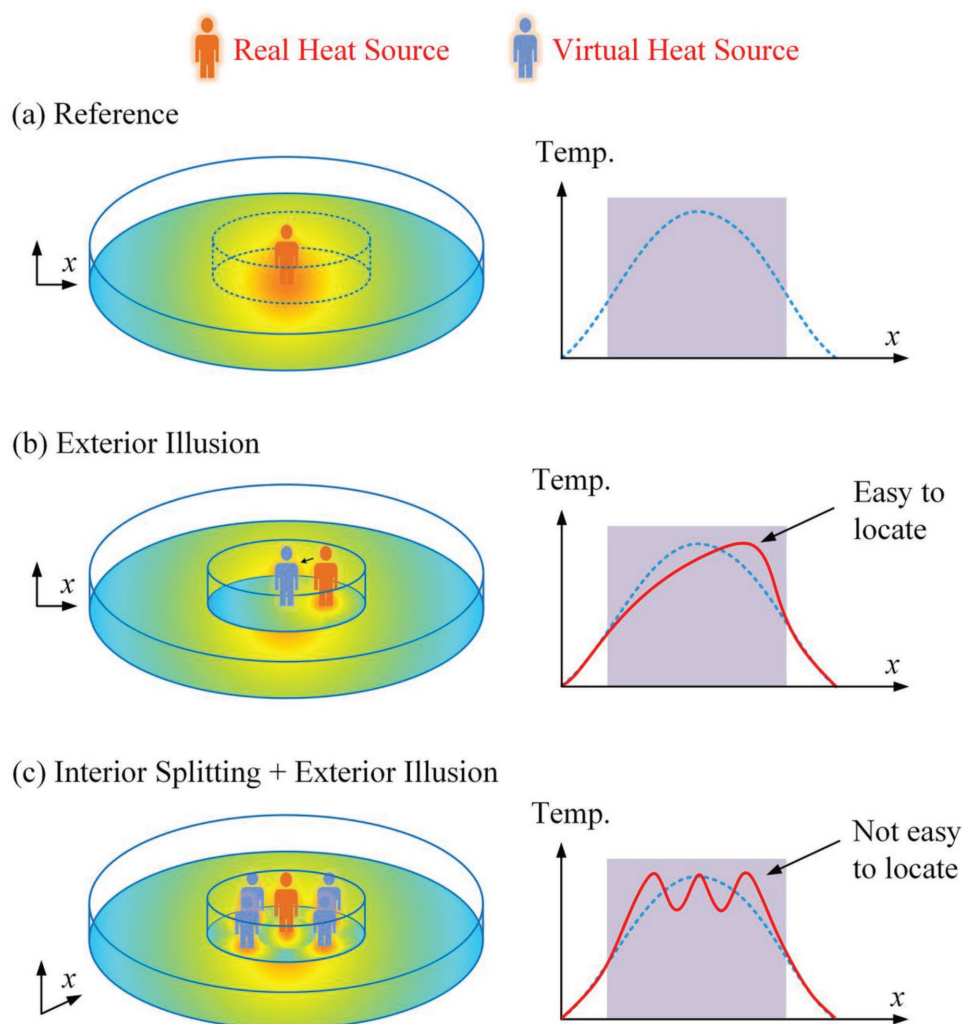 Real Heat Source
Virtual Heat Source
(a) Reference
x
Temp.
x
(b) Exterior Illusion
x
Temp.
Easy to
locate
x
(c) Interior Splitting + Exterior Illusion
x
Temp.
Not easy
to locate
x